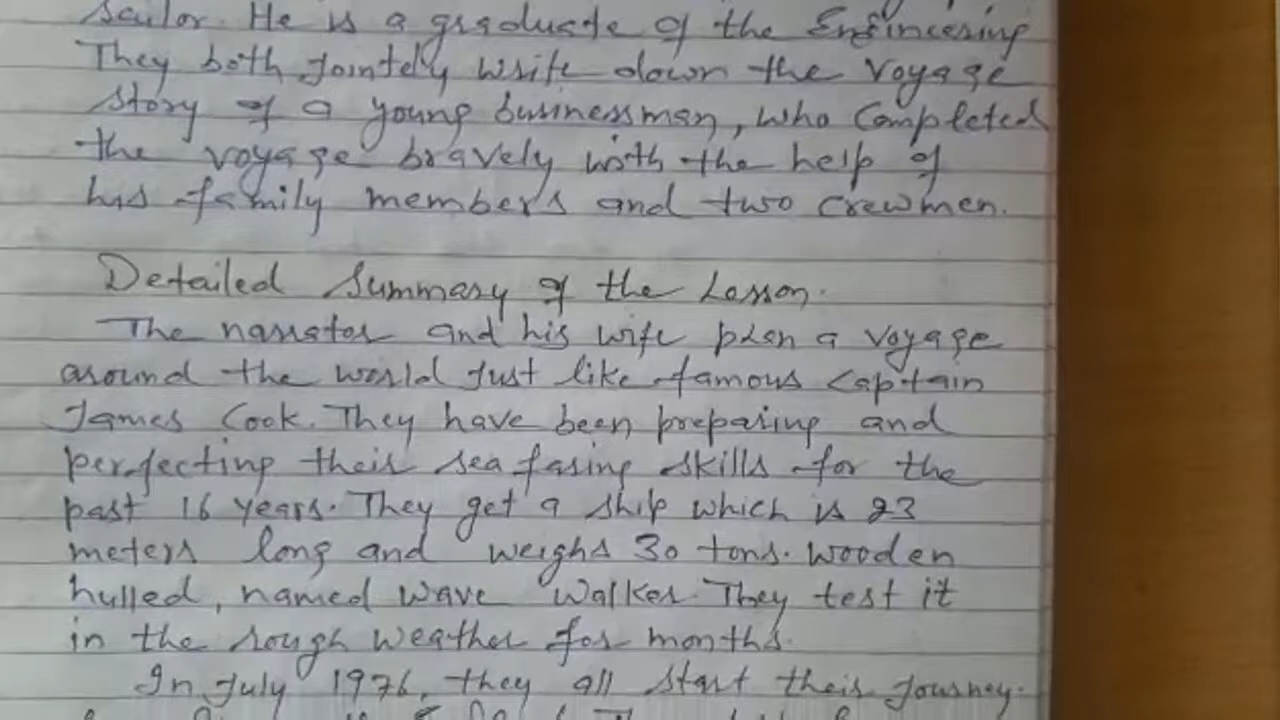 Sailor. He is a graduate of the Engineering
They both Jointely write down the voyage
story of a young businessman, who Completed
the voyage bravely with the help of
his family members and two crewmen.
Detailed Summary of the Lesson.
The narrator and his wife plan a voyage
around the world Just like famous Captain
James Cook. They have been preparing and
perfecting their sea faring skills for the
past 16 years. They get a ship which is 23
meters long and weighs 30 tons. wooden
hulled, named wave Walker. They test it
in the rough weather for months.
In July 1976, they all start their Journey.